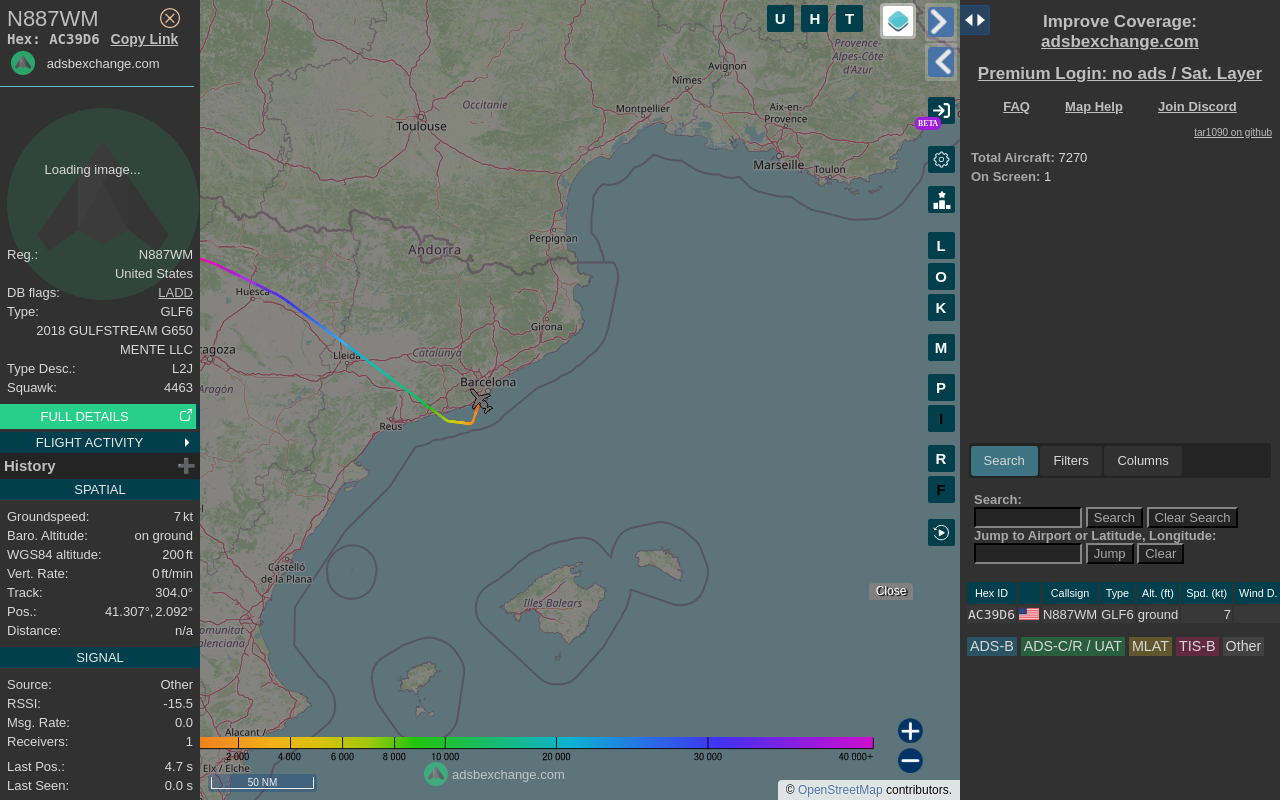 N887WM
Hex: AC39D6 Copy Link
adsbexchange.com
Loading image...
Reg.: N887WM
United States
DB flags: LADD
Type: GLF6
2018 GULFSTREAM G650
MENTE LLC
Type Desc.: L2J
Squawk: 4463
FULL DETAILS
FLIGHT ACTIVITY
History
SPATIAL
Groundspeed: 7 kt
Baro. Altitude: on ground
WGS84 altitude: 200 ft
Vert. Rate: 0 ft/min
Track: 304.0°
Pos.: 41.307°, 2.092°
Distance: n/a
SIGNAL
Source: Other
RSSI: -15.5
Msg. Rate: 0.0
Receivers: 1
Last Pos.: 4.7 s
Last Seen: 0.0 s
U H T
Provence-
Alpes-Côte
d'Azur
Avignon
Nîmes
Occitanie
Montpellier
Aix-en-
Provence
Toulouse
Marseille
Toulon
Perpignan
Andorra
Huesca
Girona
ragoza
Lleida
Catalunya
Aragón
Barcelona
Reus
Castelló
de la Plana
Illes Balears
omunitat
alenciana
Alacant /
Elx / Elche
BETA
L
O
K
M
P
I
R
F
Close
2 000 4 000 6 000 8 000 10 000 20 000 30 000 40 000+
50 NM
adsbexchange.com
© OpenStreetMap contributors.
Improve Coverage:
adsbexchange.com
Premium Login: no ads / Sat. Layer
FAQ Map Help Join Discord
tar1090 on github
Total Aircraft: 7270
On Screen: 1
Search Filters Columns
Search:
Search Clear Search
Jump to Airport or Latitude, Longitude:
Jump Clear
Hex ID Callsign Type Alt. (ft) Spd. (kt) Wind D.
AC39D6 N887WM GLF6 ground 7
ADS-B ADS-C/R / UAT MLAT TIS-B Other